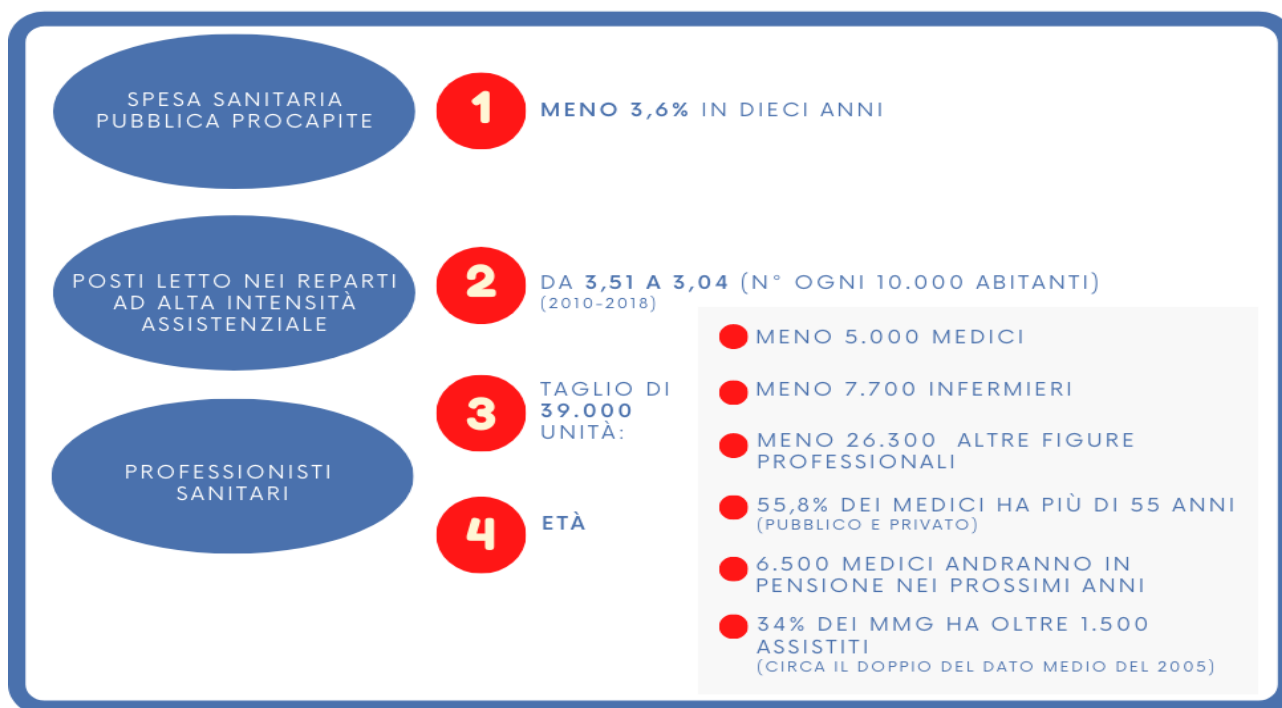 SPESA SANITARIA
PUBBLICA PROCAPITE
1
MENO 3,6% IN DIECI ANNI
POSTI LETTO NEI REPARTI
AD ALTA INTENSITÀ
ASSISTENZIALE
2
DA 3,51 A 3,04 (N° OGNI 10.000 ABITANTI)
(2010-2018)
PROFESSIONISTI
SANITARI
3
TAGLIO DI
39.000
UNITÀ:
4
ETÀ
MENO 5.000 MEDICI
MENO 7.700 INFERMIERI
MENO 26.300 ALTRE FIGURE
PROFESSIONALI
55,8% DEI MEDICI HA PIÙ DI 55 ANNI
(PUBBLICO E PRIVATO)
6.500 MEDICI ANDRANNO IN
PENSIONE NEI PROSSIMI ANNI
34% DEI MMG HA OLTRE 1.500
ASSISTITI
(CIRCA IL DOPPIO DEL DATO MEDIO DEL 2005)